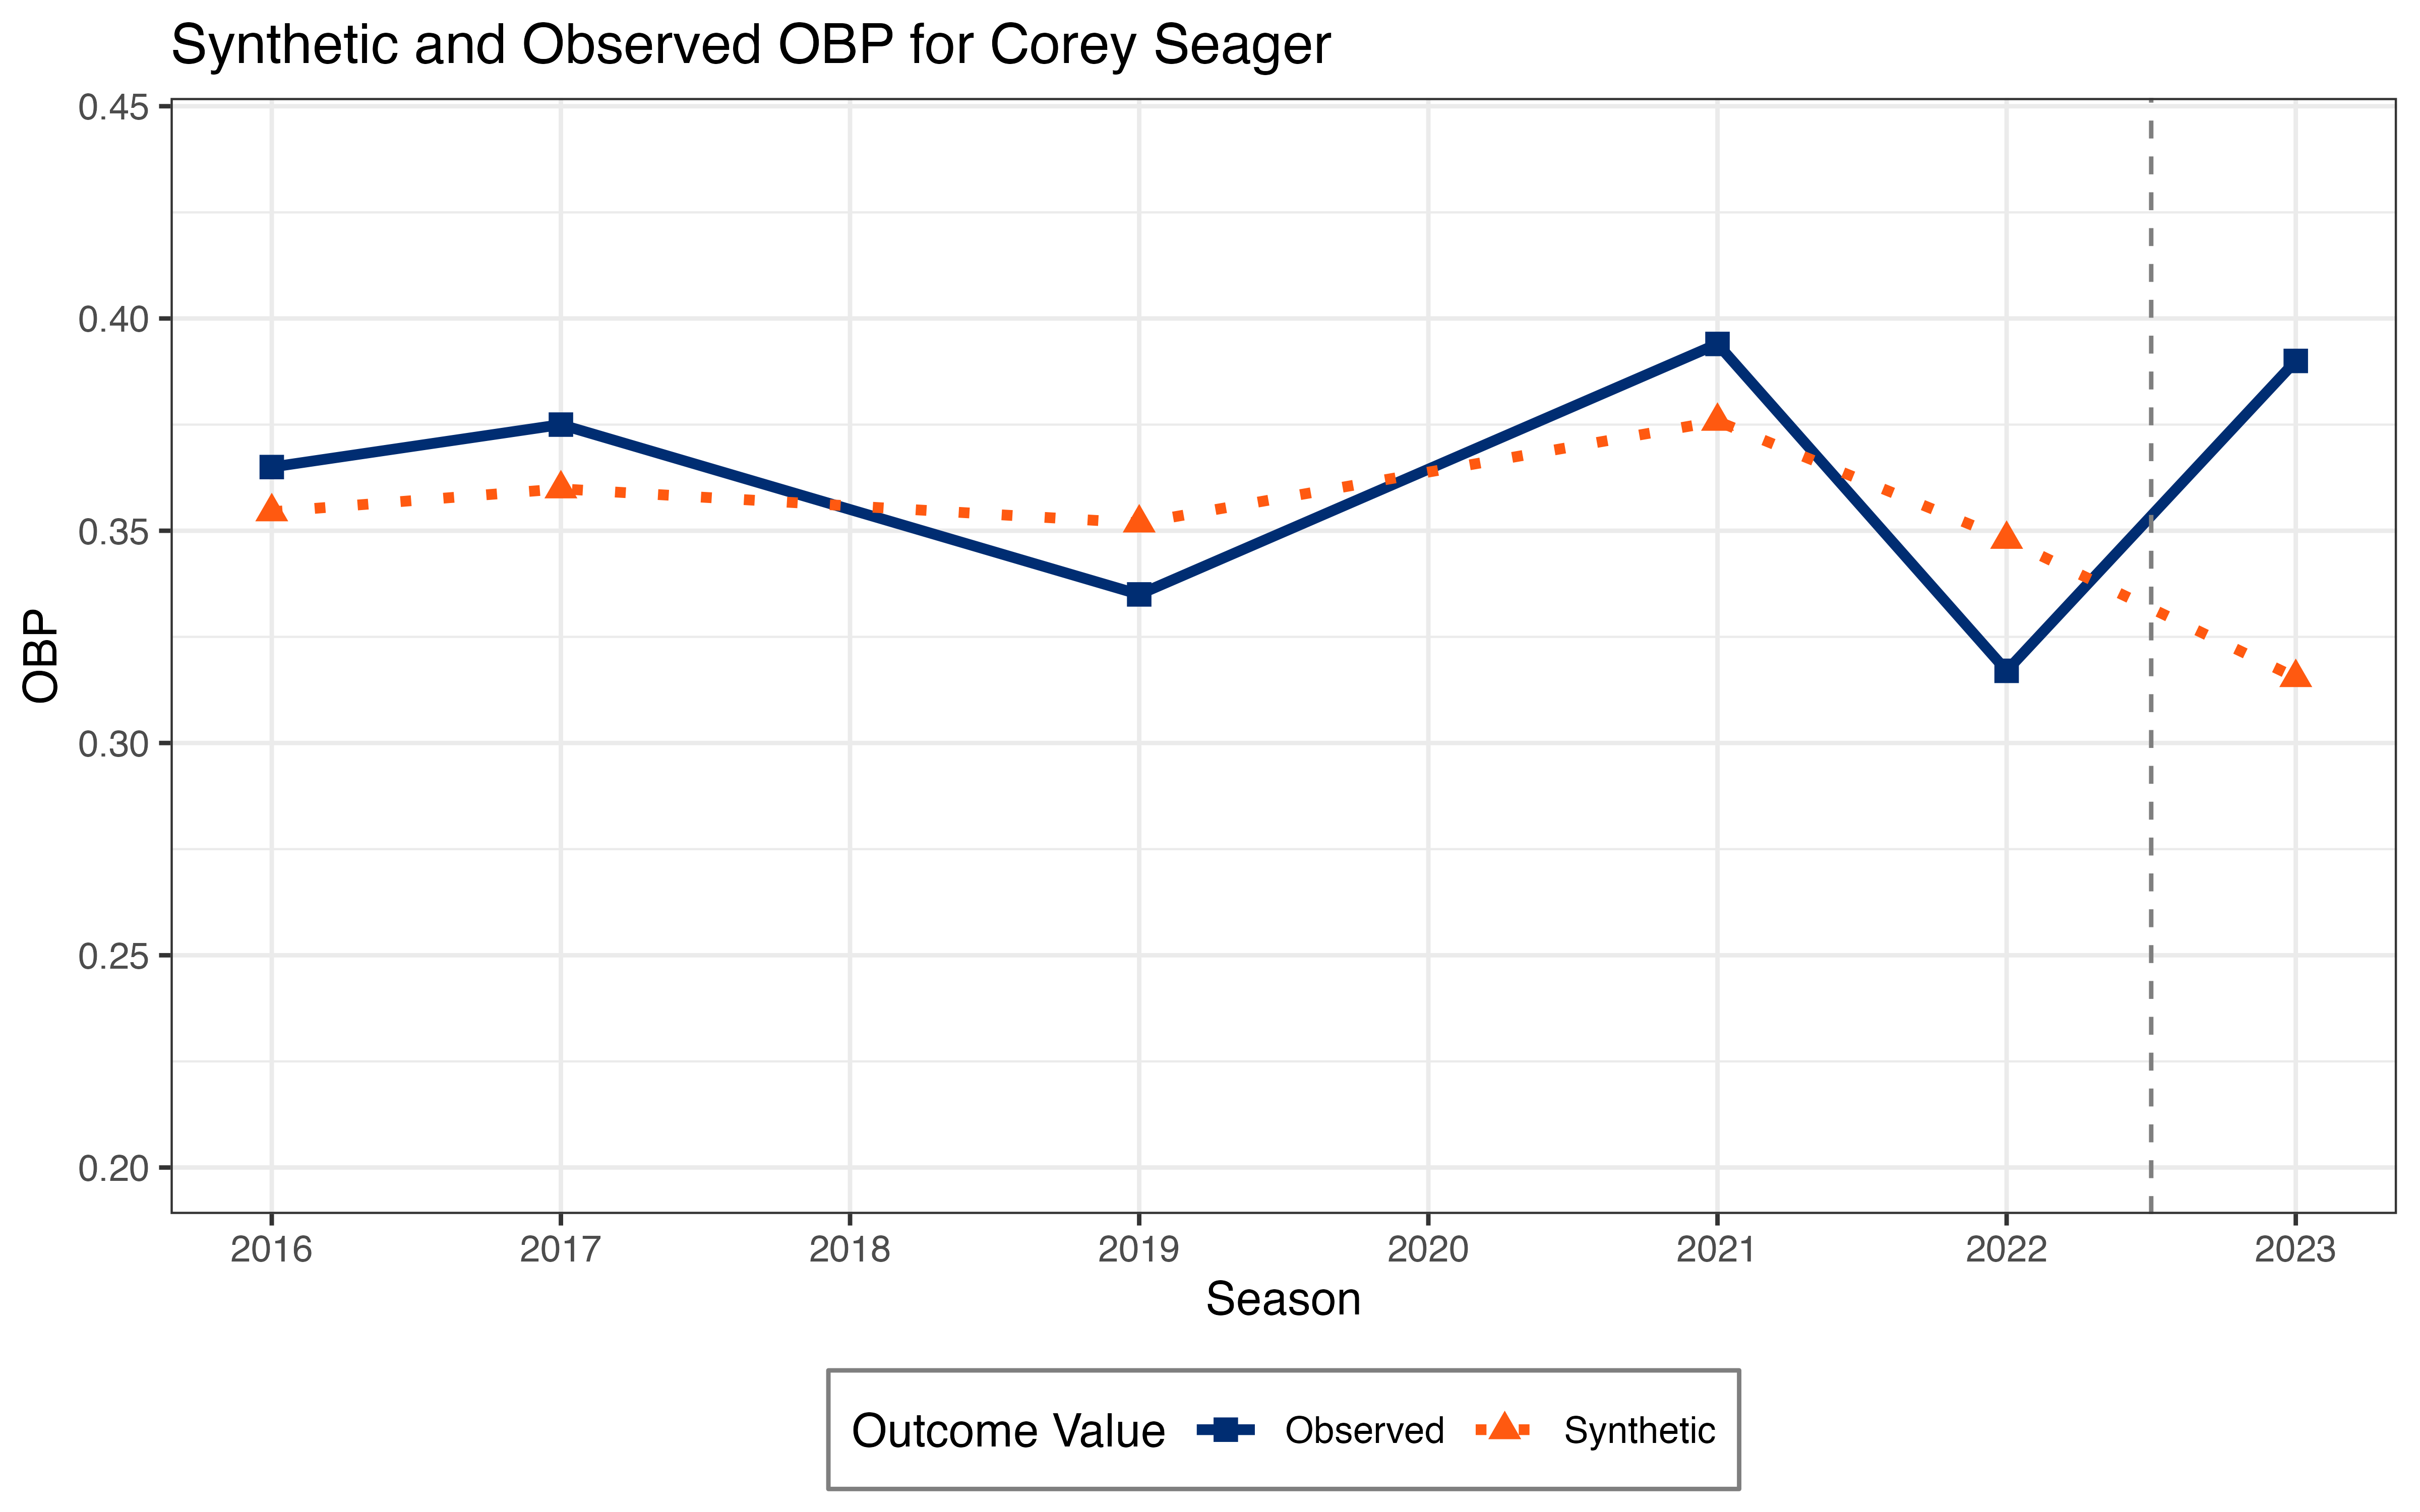 Synthetic and Observed OBP for Corey Seager
0.45
0.40
0.35
0.30
0.25
0.20
OBP
2016 2017 2018 2019 2020 2021 2022 2023
Season
Outcome Value Observed Synthetic